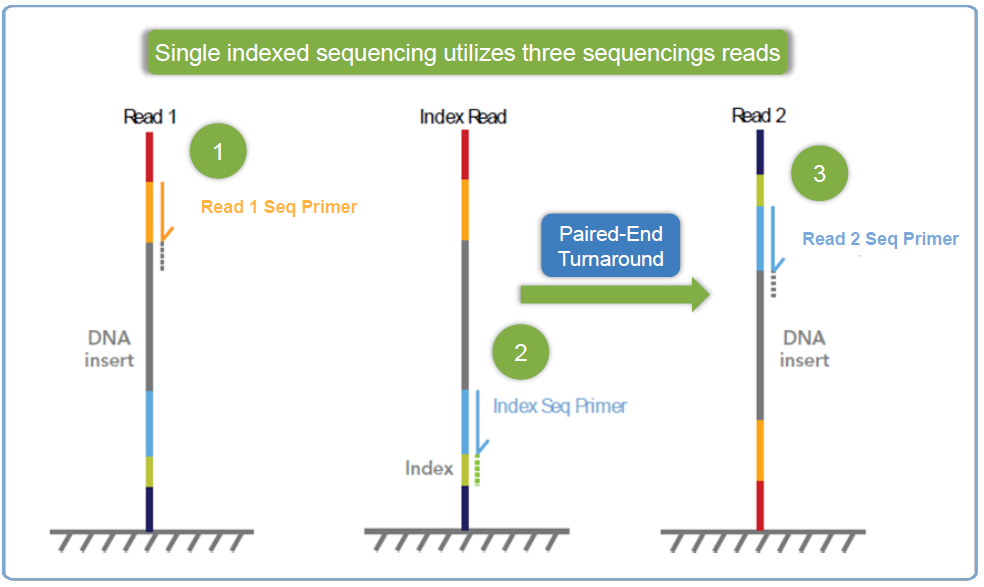 Single indexed sequencing utilizes three sequencings reads
Read 1
1
Read 1 Seq Primer
DNA
insert
Index Read
2
Index Seq Primer
Index
Paired-End
Turnaround
Read 2
3
Read 2 Seq Primer
DNA
insert